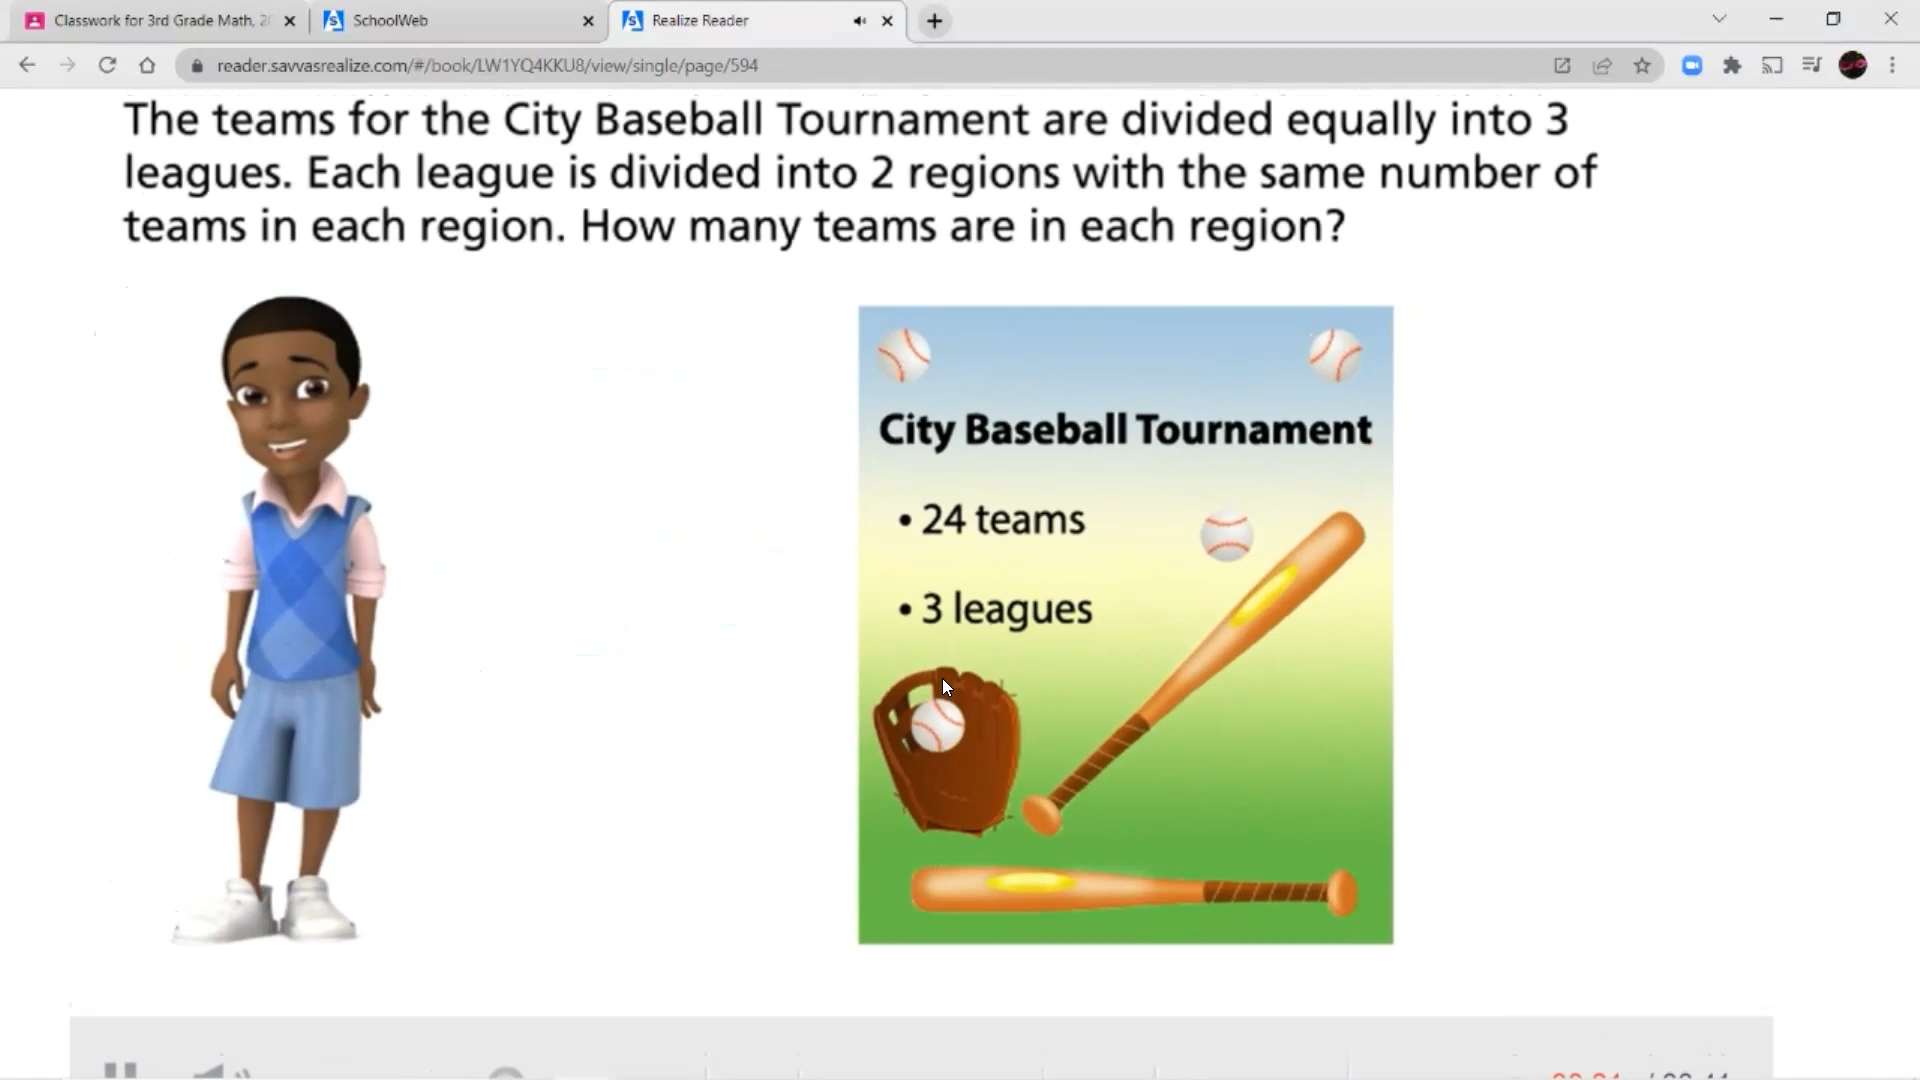 Classwork for 3rd Grade Math, 20
SchoolWeb
Realize Reader
reader.savvasrealize.com/#/book/LW1YQ4KKU8/view/single/page/594
The teams for the City Baseball Tournament are divided equally into 3
leagues. Each league is divided into 2 regions with the same number of
teams in each region. How many teams are in each region?
City Baseball Tournament
• 24 teams
• 3 leagues